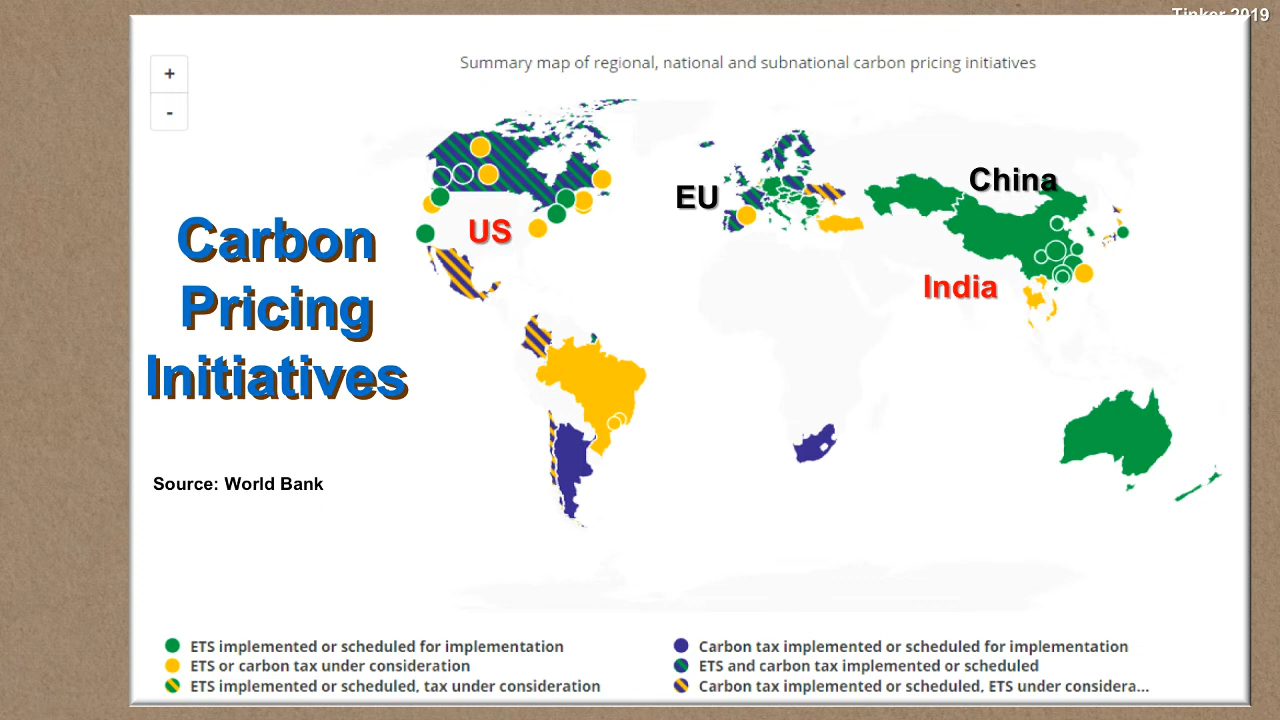 Tinker 2019
+
-
Summary map of regional, national and subnational carbon pricing initiatives
China
EU
US
India
Carbon
Pricing
Initiatives
Source: World Bank
ETS implemented or scheduled for implementation
Carbon tax implemented or scheduled for implementation
ETS or carbon tax under consideration
ETS and carbon tax implemented or scheduled
ETS implemented or scheduled, tax under consideration
Carbon tax implemented or scheduled, ETS under considera...